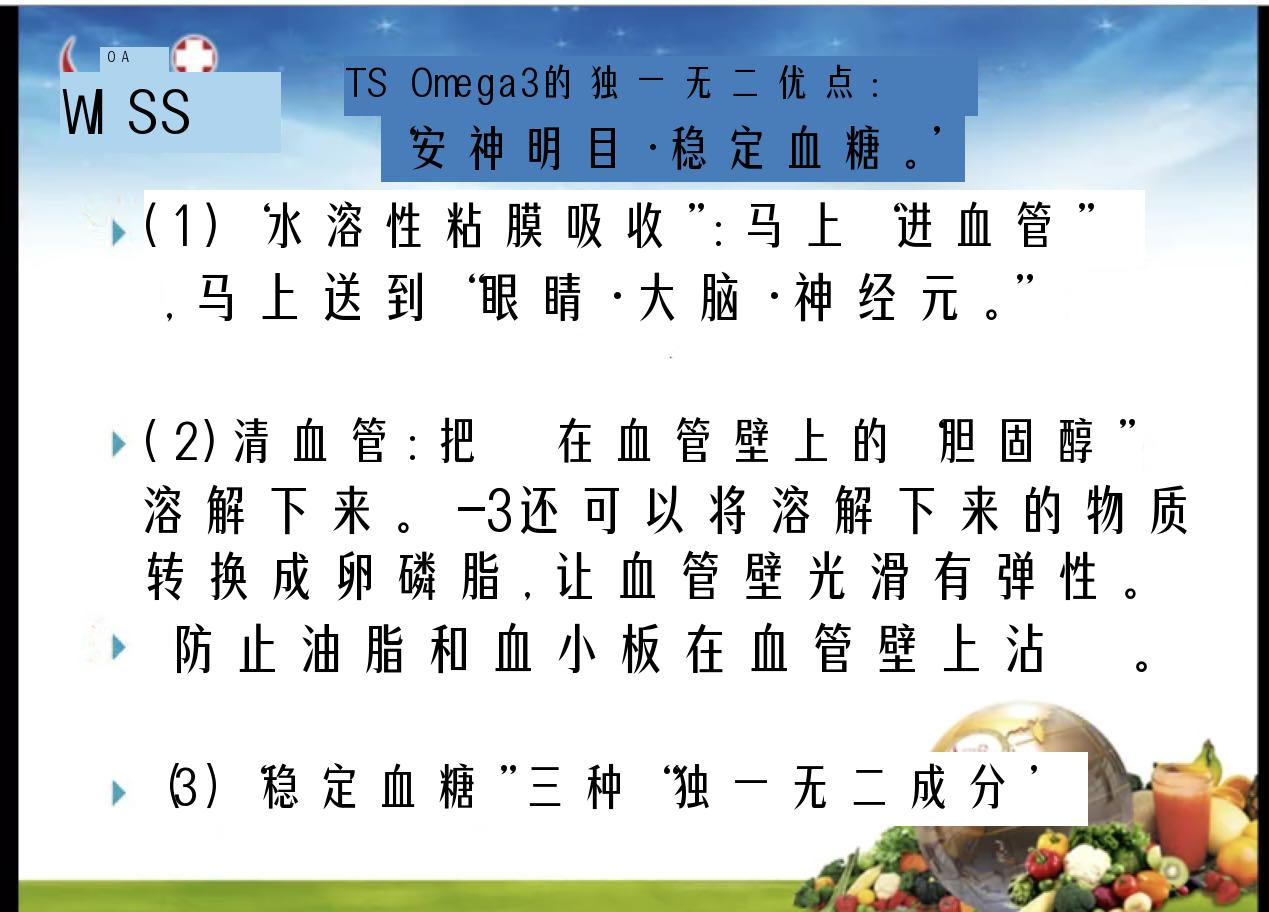 OA
WISS
TS Omega3的独一无二优点:
“安神明目·稳定血糖。”
(1) “水溶性粘膜吸收”:马上 “进血管”
,马上送到 “眼睛·大脑·神经元。”
(2)清血管:把 在血管壁上的 “胆固醇”
溶解下来。-3还可以将溶解下来的物质
转换成卵磷脂,让血管壁光滑有弹性。
防止油脂和血小板在血管壁上沾 。
(3) “稳定血糖”三种 “独一无二成分”